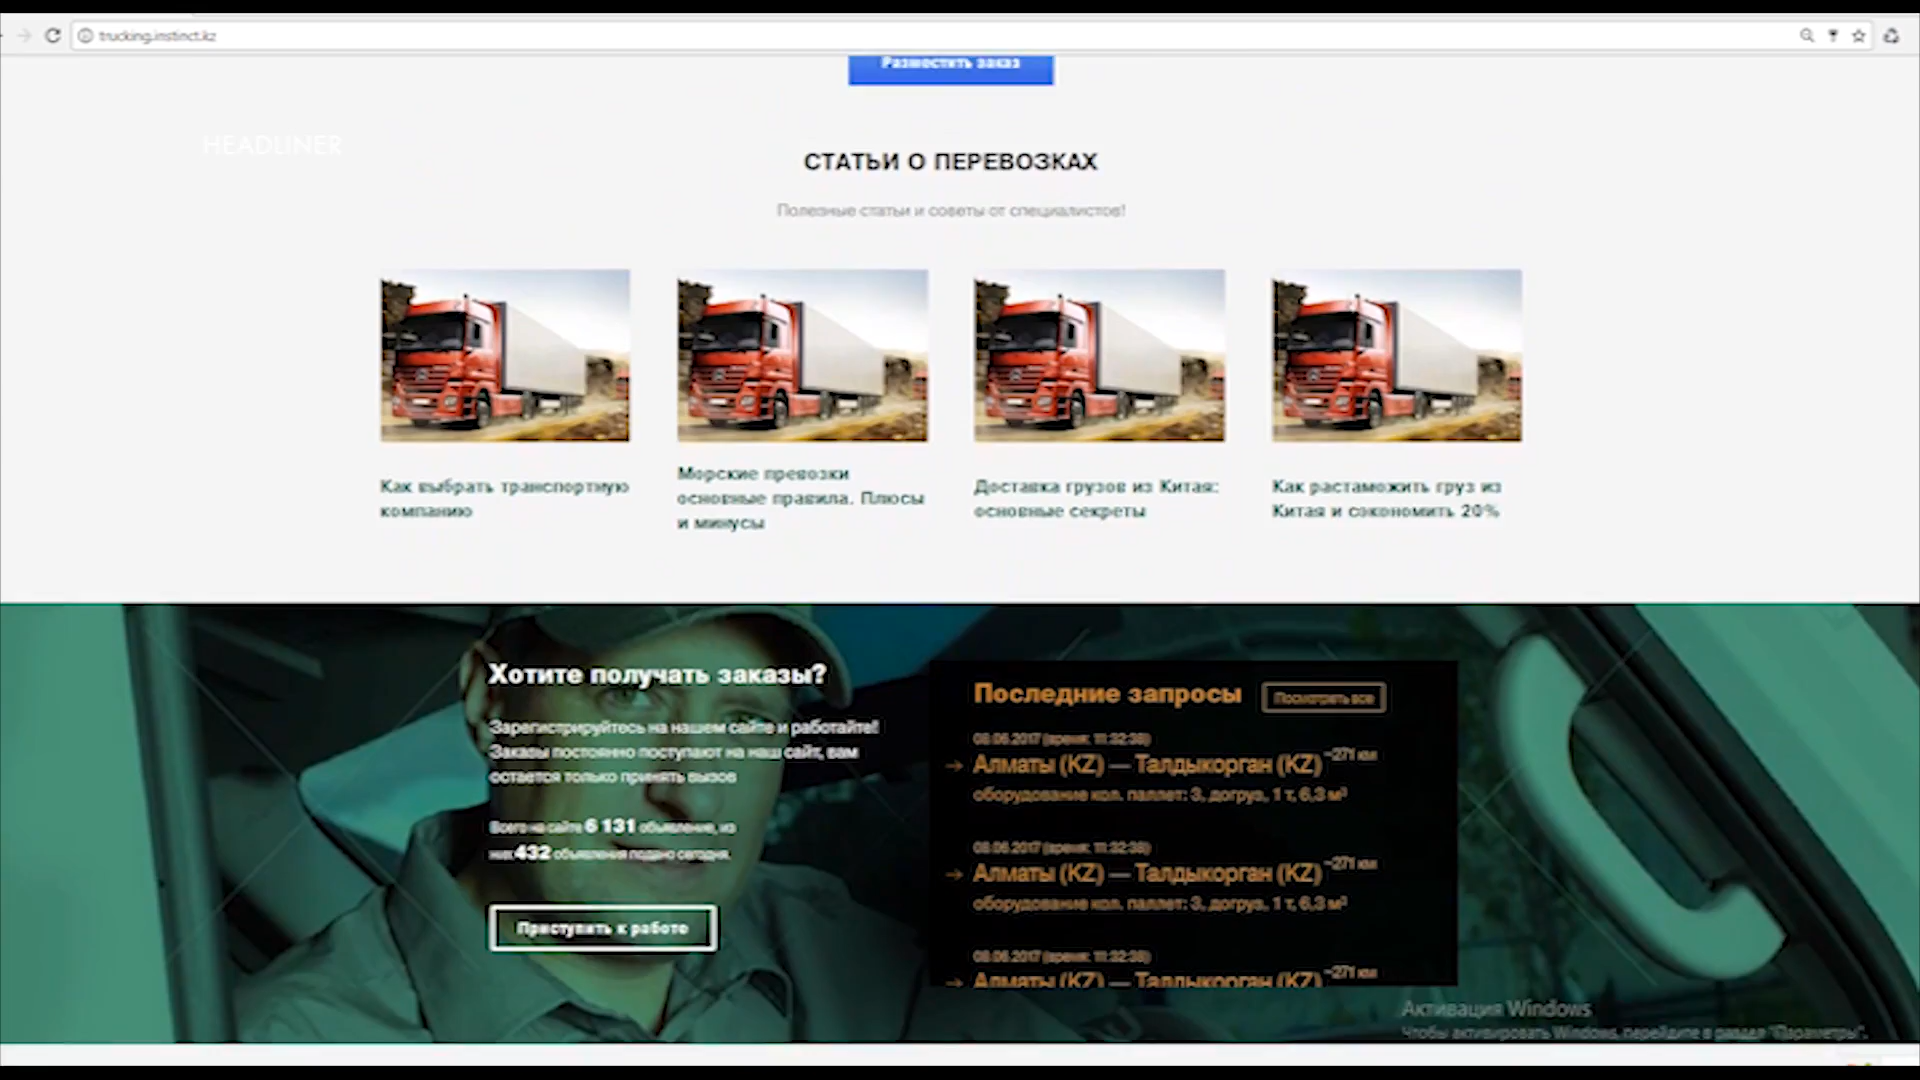 trucking.instinct.kz
Разместить заказ
HEADLINER
СТАТЬИ О ПЕРЕВОЗКАХ
Полезные статьи и советы от специалистов!
Как выбрать транспортную
компанию
Морские превозки
основные правила. Плюсы
и минусы
Доставка грузов из Китая:
основные секреты
Как растаможить груз из
Китая и сэкономить 20%
Хотите получать заказы?
Зарегистрируйтесь на нашем сайте и работайте!
Заказы постоянно поступают на наш сайт, вам
остается только принять вызов
Всего на сайте 6 131 объявление, из
них 432 объявления подано сегодня.
Приступить к работе
Последние запросы
Посмотреть все
08.06.2017 (время: 11:32:38)
→ Алматы (KZ) — Талдыкорган (KZ) ~271 км
оборудование кол. паллет: 3, догруз, 1 т, 6,3 м³
08.06.2017 (время: 11:32:38)
→ Алматы (KZ) — Талдыкорган (KZ) ~271 км
оборудование кол. паллет: 3, догруз, 1 т, 6,3 м³
08.06.2017 (время: 11:32:38)
→ Алматы (KZ) — Талдыкорган (KZ) ~271 км
Активация Windows
Чтобы активировать Windows, перейдите в раздел "Параметры".